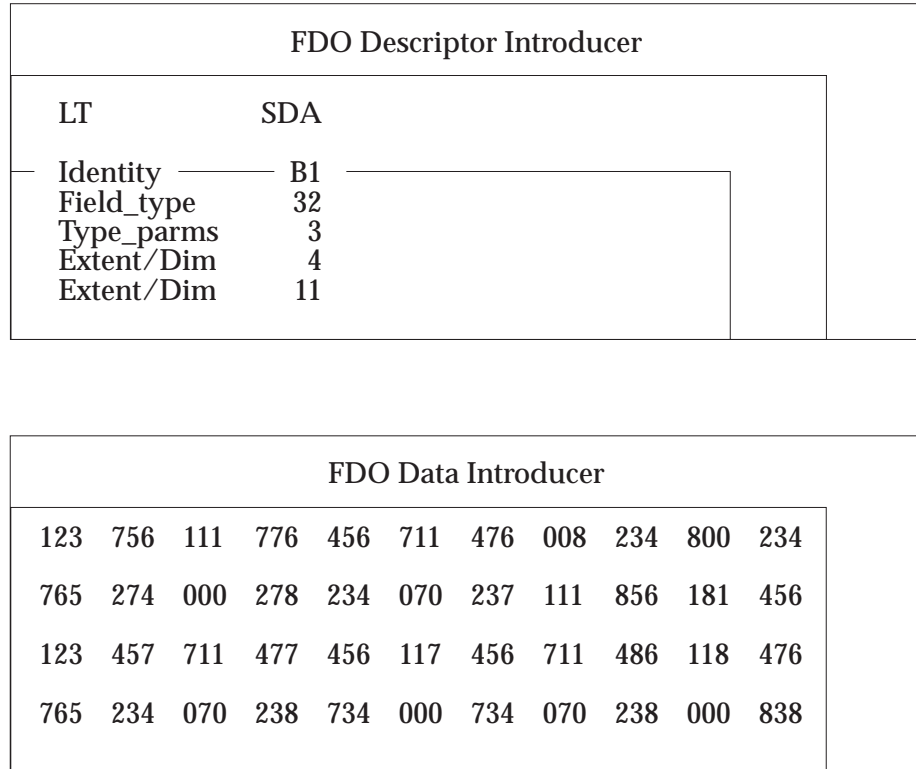 FDO Descriptor Introducer
LT SDA
Identity B1
Field_type 32
Type_parms 3
Extent/Dim 4
Extent/Dim 11
FDO Data Introducer
123 756 111 776 456 711 476 008 234 800 234
765 274 000 278 234 070 237 111 856 181 456
123 457 711 477 456 117 456 711 486 118 476
765 234 070 238 734 000 734 070 238 000 838